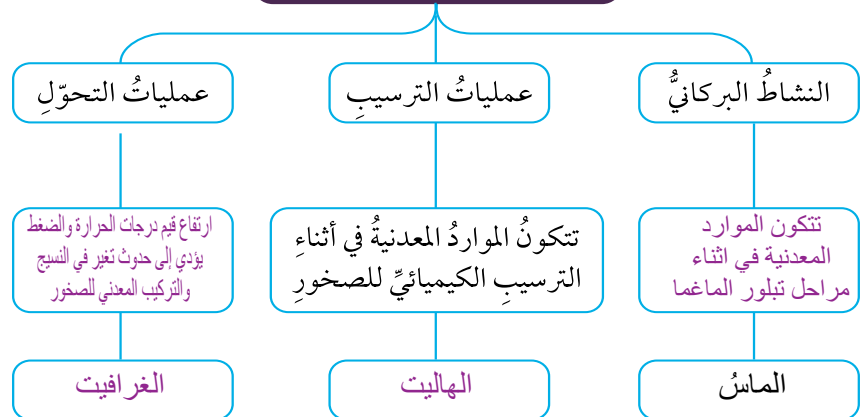 النشاطُ البركانيُّ
عملياتُ الترسيبِ
عملياتُ التحوّلِ
تتكون الموارد
المعدنية في اثناء
مراحل تبلور الماغما
تتكونُ المواردُ المعدنيةُ في أثناءِ
الترسيبِ الكيميائيِّ للصخورِ
ارتفاع قيم درجات الحرارة والضغط
يؤدي إلى حدوث تغير في النسيج
والتركيب المعدني للصخور
الماسُ
الهاليت
الغرافيت